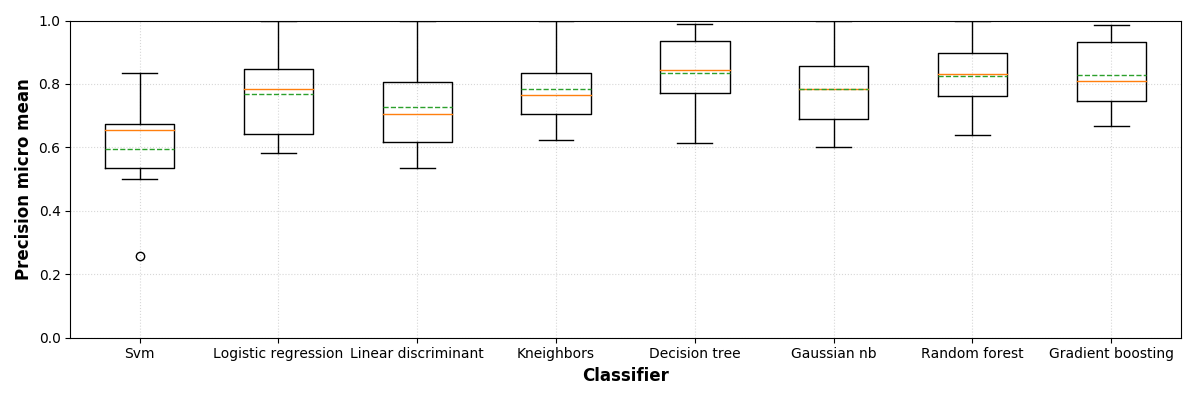 Precision micro mean
1.0
0.8
0.6
0.4
0.2
0.0
Svm Logistic regression Linear discriminant Kneighbors Decision tree Gaussian nb Random forest Gradient boosting
Classifier